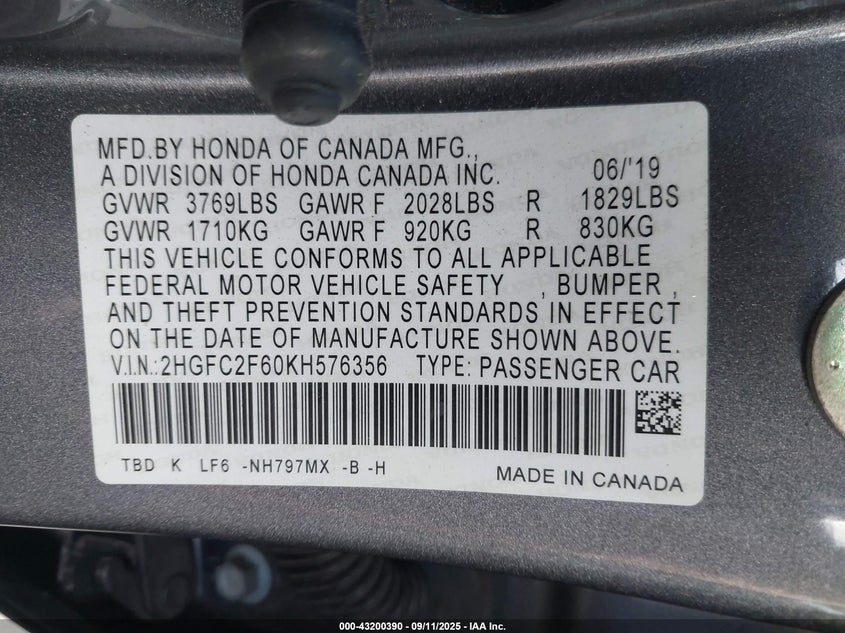 MFD.BY HONDA OF CANADA MFG.,
A DIVISION OF HONDA CANADA INC. 06/'19
GVWR 3769LBS GAWR F 2028LBS R 1829LBS
GVWR 1710KG GAWR F 920KG R 830KG
THIS VEHICLE CONFORMS TO ALL APPLICABLE
FEDERAL MOTOR VEHICLE SAFETY , BUMPER ,
AND THEFT PREVENTION STANDARDS IN EFFECT
ON THE DATE OF MANUFACTURE SHOWN ABOVE.
V.I.N.:2HGFC2F60KH576356 TYPE: PASSENGER CAR
TBD K LF6 -NH797MX -B -H
MADE IN CANADA
000-43200390 - 09/11/2025 - IAA Inc.